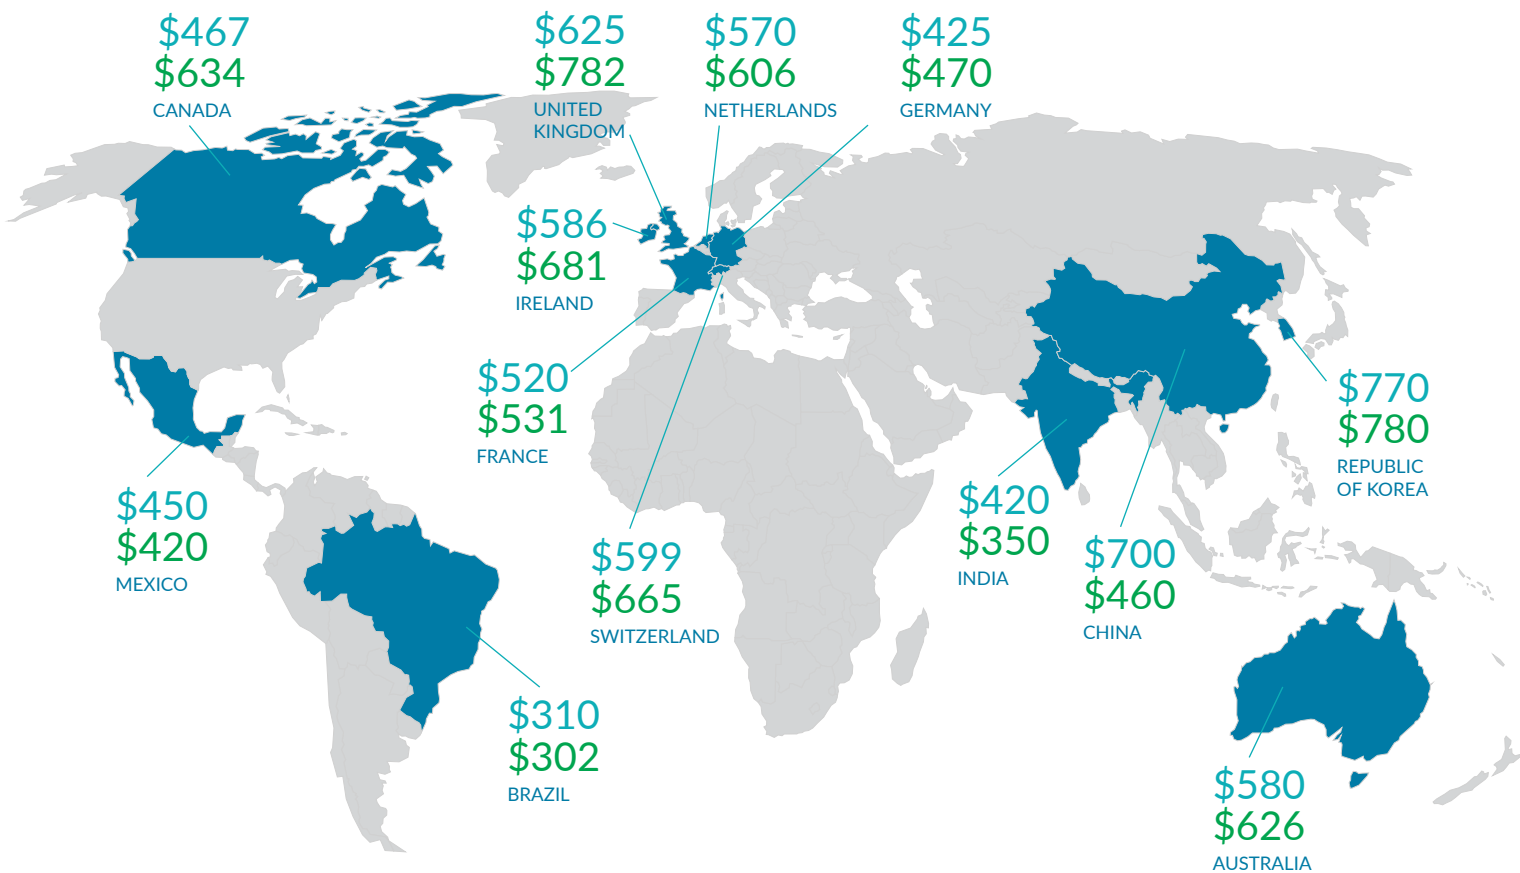 $467
$634
CANADA
$625
$782
UNITED
KINGDOM
$570
$606
NETHERLANDS
$425
$470
GERMANY
$586
$681
IRELAND
$520
$531
FRANCE
$770
$780
REPUBLIC
OF KOREA
$450
$420
MEXICO
$599
$665
SWITZERLAND
$420
$350
INDIA
$700
$460
CHINA
$310
$302
BRAZIL
$580
$626
AUSTRALIA